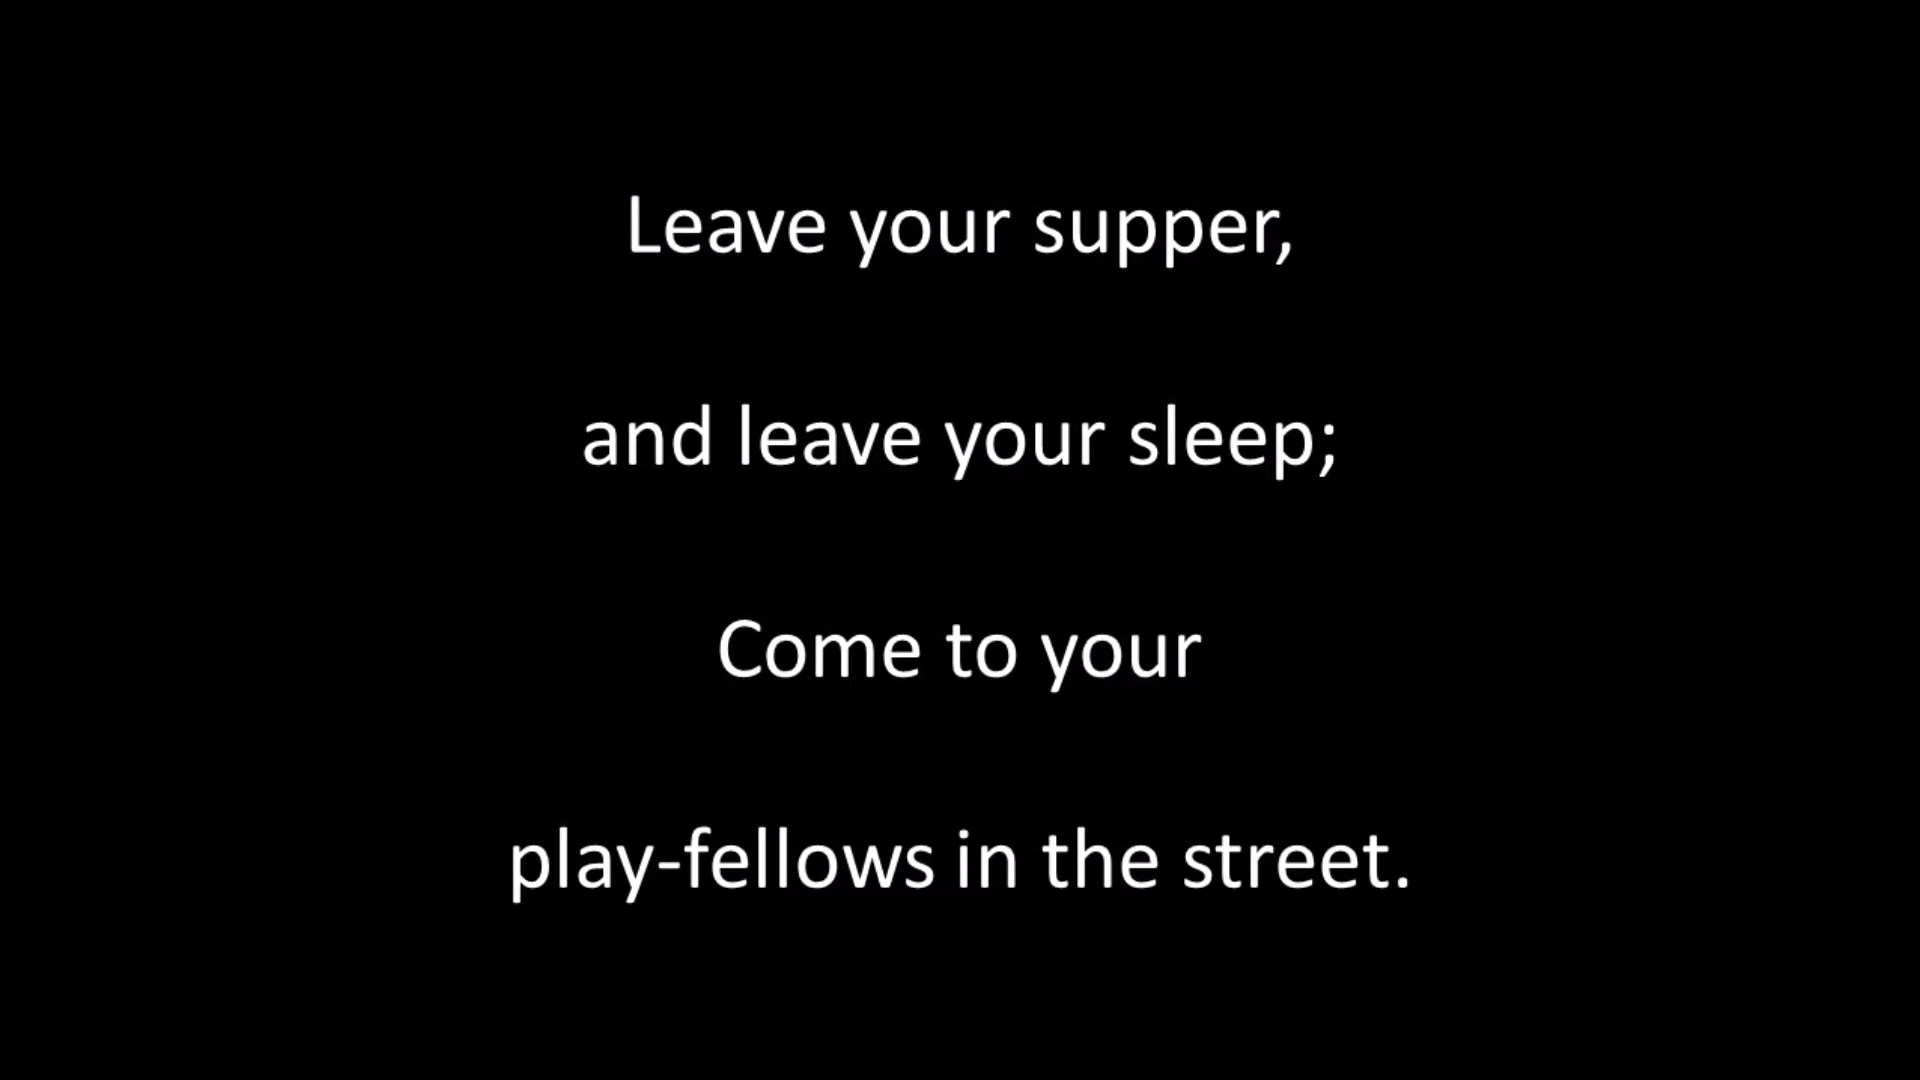 Leave your supper,
and leave your sleep;
Come to your
play-fellows in the street.